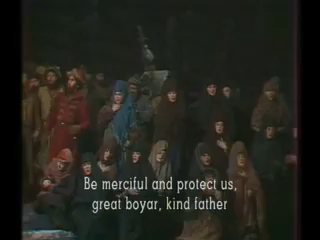 Be merciful and protect us,
great boyar, kind father